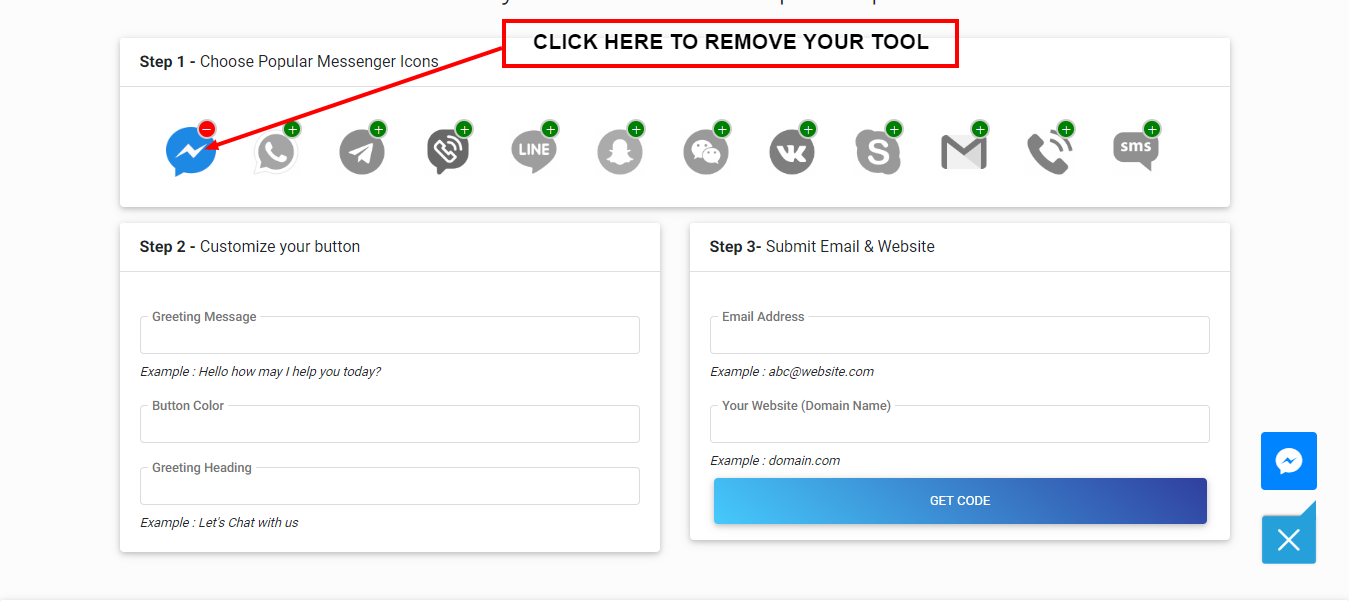 CLICK HERE TO REMOVE YOUR TOOL
Step 1 - Choose Popular Messenger Icons
LINE
S
sms
Step 2 - Customize your button
Greeting Message
Example : Hello how may I help you today?
Button Color
Greeting Heading
Example : Let's Chat with us
Step 3- Submit Email & Website
Email Address
Example : abc@website.com
Your Website (Domain Name)
Example : domain.com
GET CODE